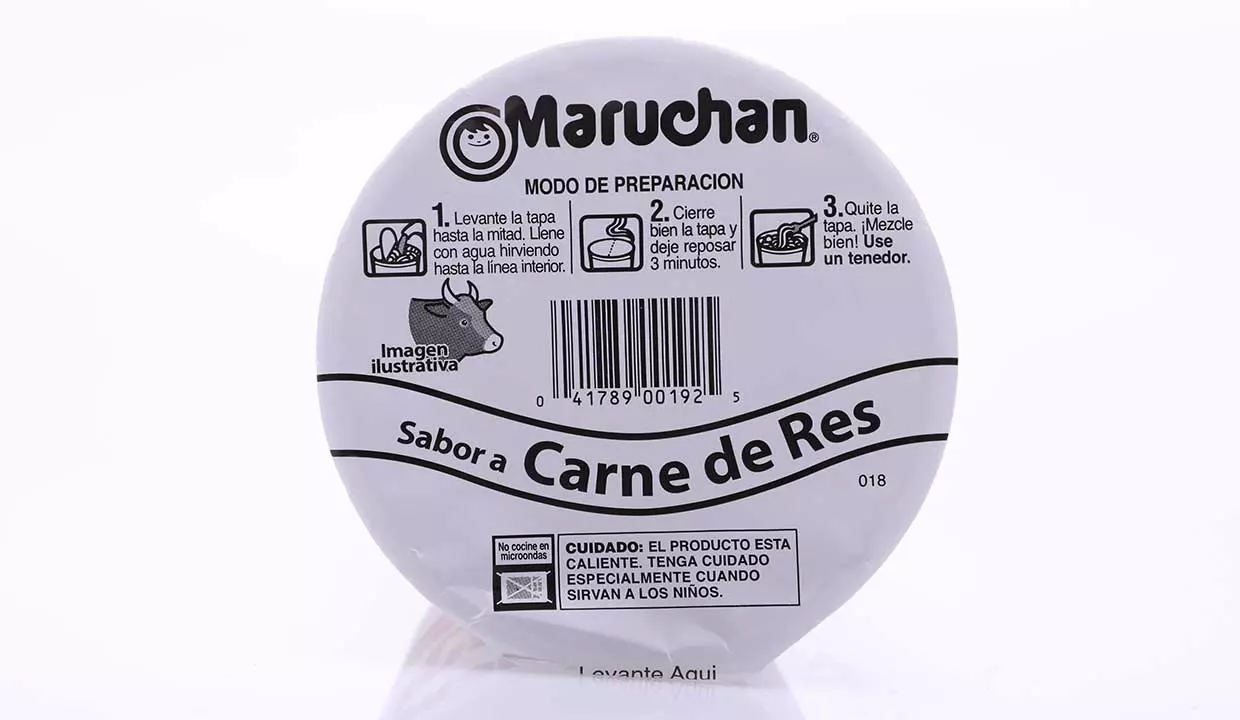 Maruchan®
MODO DE PREPARACION
1. Levante la tapa
hasta la mitad. Llene
con agua hirviendo
hasta la línea interior.
2. Cierre
bien la tapa y
deje reposar
3 minutos.
3. Quite la
tapa. ¡Mezcle
bien! Use
un tenedor.
Imagen
ilustrativa
0 41789 00192 5
Sabor a Carne de Res
018
No cocine en
microondas
CUIDADO: EL PRODUCTO ESTA
CALIENTE. TENGA CUIDADO
ESPECIALMENTE CUANDO
SIRVAN A LOS NIÑOS.
Levante Aqui